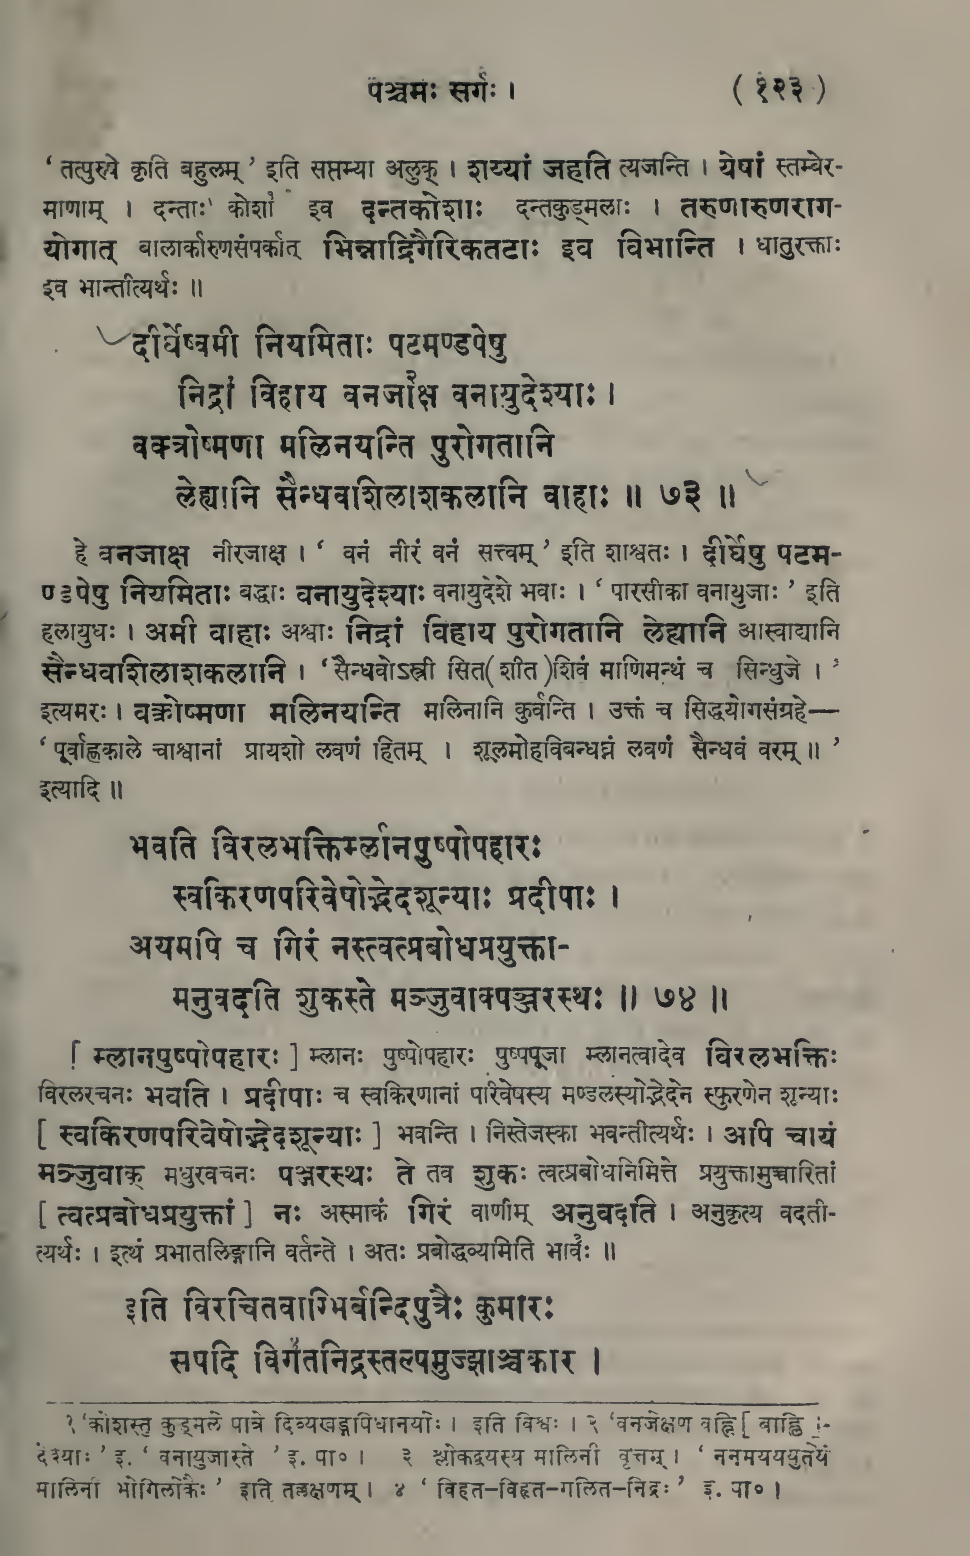 पञ्चमः सर्गः ।
( १२३ )
‘ तत्पुरुषे कृति बहुलम् ’ इति सप्तम्या अलुक् । शय्यां जहति त्यजन्ति । येषां स्तम्बेर-
माणाम् । दन्ताः१ कोशा इव दन्तकोशाः दन्तकुड्मलाः । तरुणारुणराग-
योगात् बालार्कारुणसंपर्कात् भिन्नाद्रिगैरिकतटाः इव विभान्ति । धातुरक्ताः
इव भान्तीत्यर्थः ॥
दीर्घेष्वमी नियमिताः पटमण्डपेषु
निद्रां विहाय वनजाक्ष२ वनायुदेश्याः ।
वक्त्रोष्मणा मलिनयन्ति पुरोगतानि
लेह्यानि सैन्धवशिलाशकलानि वाहाः ॥ ७३ ॥
हे वनजाक्ष नीरजाक्ष । ‘ वनं नीरं वनं सत्त्वम् ’ इति शाश्वतः । दीर्घेषु पटम-
ण्डपेषु नियमिताः बद्धाः वनायुदेश्याः वनायुदेशे भवाः । ‘ पारसीका वनायुजाः ’ इति
हलायुधः । अमी वाहाः अश्वाः निद्रां विहाय पुरोगतानि लेह्यानि आस्वाद्यानि
सैन्धवशिलाशकलानि । ‘ सैन्धवोऽस्त्री सित( शीत )शिवं माणिमन्थं च सिन्धुजे । ’
इत्यमरः । वक्रोष्मणा मलिनयन्ति मलिनानि कुर्वन्ति । उक्तं च सिद्धयोगसंग्रहे—
‘ पूर्वाह्णकाले चाश्वानां प्रायशो लवणं हितम् । शूलमोहविबन्धघ्नं लवणं सैन्धवं वरम् ॥ ’
इत्यादि ॥
भवति विरलभक्तिर्म्लानपुष्पोपहारः
स्वकिरणपरिवेषोद्भेदशून्याः प्रदीपाः ।
अयमपि च गिरं नस्त्वत्प्रबोधप्रयुक्ता-
मनुवदति शुकस्ते मञ्जुवाक्पञ्जरस्थः ॥ ७४ ॥
[ म्लानपुष्पोपहारः ] म्लानः पुष्पोपहारः पुष्पपूजा म्लानत्वादेव विरलभक्तिः
विरलरचनः भवति । प्रदीपाः च स्वकिरणानां परिवेषस्य मण्डलस्योद्भेदेन स्फुरणेन शून्याः
[ स्वकिरणपरिवेषोद्भेदशून्याः ] भवन्ति । निस्तेजस्का भवन्तीत्यर्थः । अपि चायं
मञ्जुवाक् मधुरवचनः पञ्जरस्थः ते तव शुकः त्वत्प्रबोधनिमित्ते प्रयुक्तामुच्चारितां
[ त्वत्प्रबोधप्रयुक्तां ] नः अस्माकं गिरं वाणीम् अनुवदति । अनुकृत्य वदती-
त्यर्थः । इत्थं प्रभातलिङ्गानि वर्तन्ते । अतः प्रबोद्धव्यमिति भावः३ ॥
इति विरचितवाग्भिर्बन्दिपुत्रैः कुमारः
सपदि विगत४निद्रस्तल्पमुज्झाञ्चकार ।
१ ‘ कोशस्तु कुड्मले पात्रे दिव्यखङ्गपिधानयोः । इति विश्वः । २ ‘ वनजेक्षण वह्नि[ वाह्लि ]-
देश्याः ’ इ. ‘ वनायुजास्ते ’ इ. पा० । ३ श्लोकद्वयस्य मालिनी वृत्तम् । ‘ ननमयययुतेयं
मालिनी भोगिलोकैः ’ इति तल्लक्षणम् । ४ ‘ विहत-विहृत-गलित-निद्रः ’ इ. पा० ।